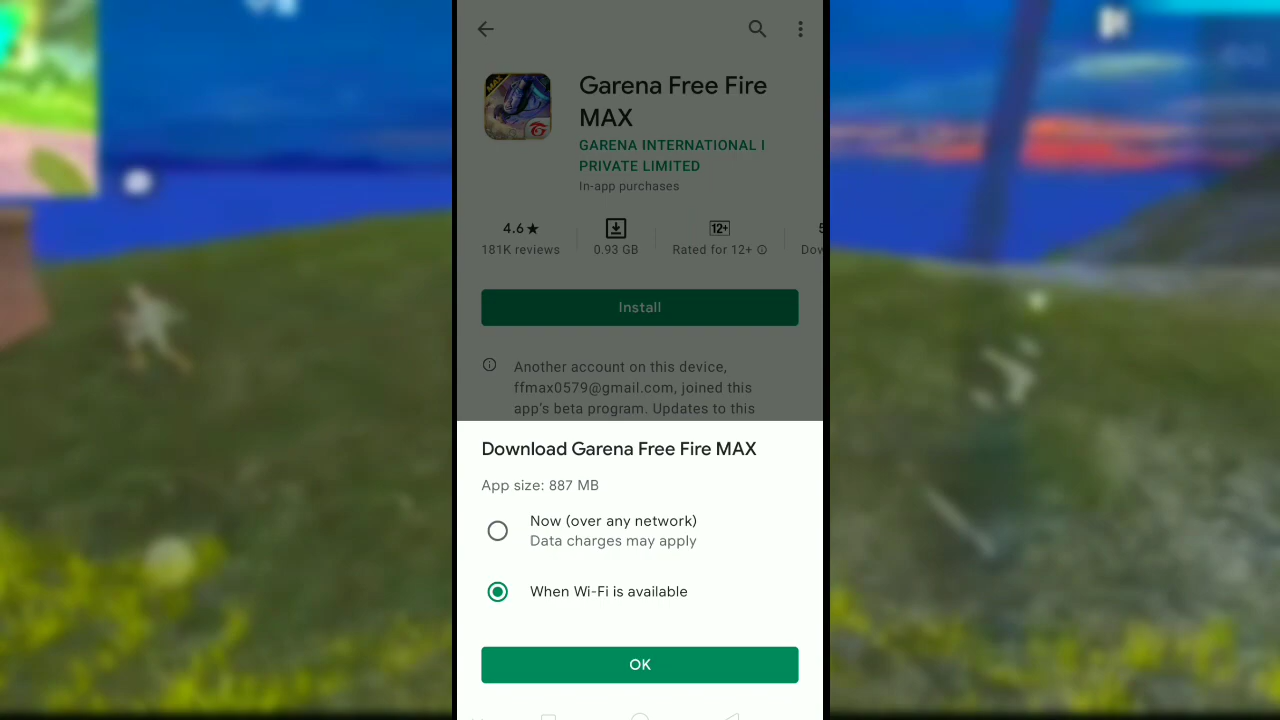 Garena Free Fire
MAX
GARENA INTERNATIONAL I
PRIVATE LIMITED
In-app purchases
4.6★
181K reviews
0.93 GB
12+
Rated for 12+
5
Dow
Install
Another account on this device,
ffmax0579@gmail.com, joined this
app's beta program. Updates to this
Download Garena Free Fire MAX
App size: 887 MB
Now (over any network)
Data charges may apply
When Wi-Fi is available
OK